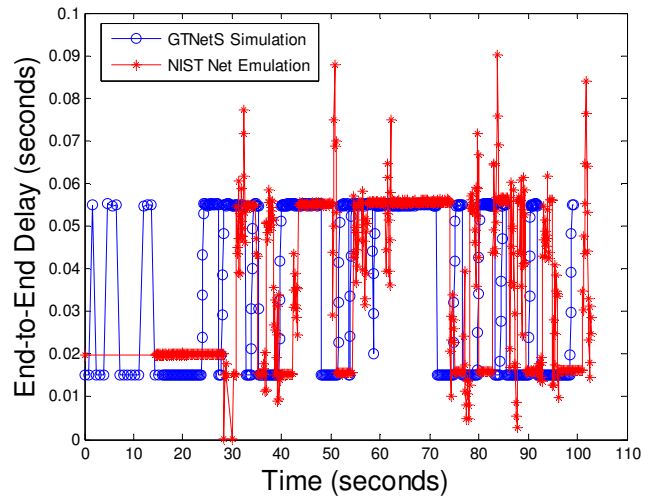 0.1
0.09
0.08
0.07
0.06
0.05
0.04
0.03
0.02
0.01
0
End-to-End Delay (seconds)
GTNetS Simulation
NIST Net Emulation
0 10 20 30 40 50 60 70 80 90 100 110
Time (seconds)